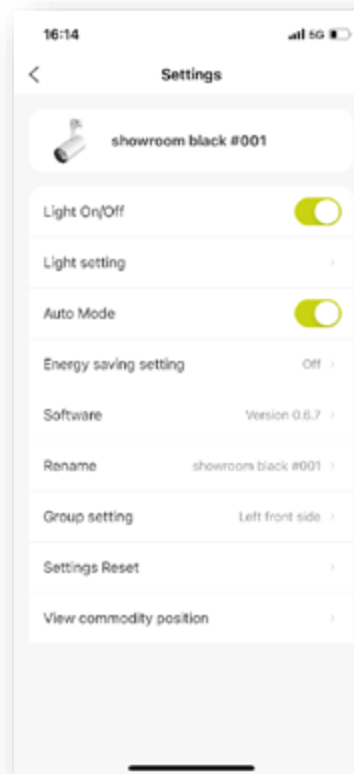 16:14
5G
Settings
showroom black #001
Light On/Off
Light setting
Auto Mode
Energy saving setting Off
Software Version 0.6.7
Rename showroom black #001
Group setting Left front side
Settings Reset
View commodity position